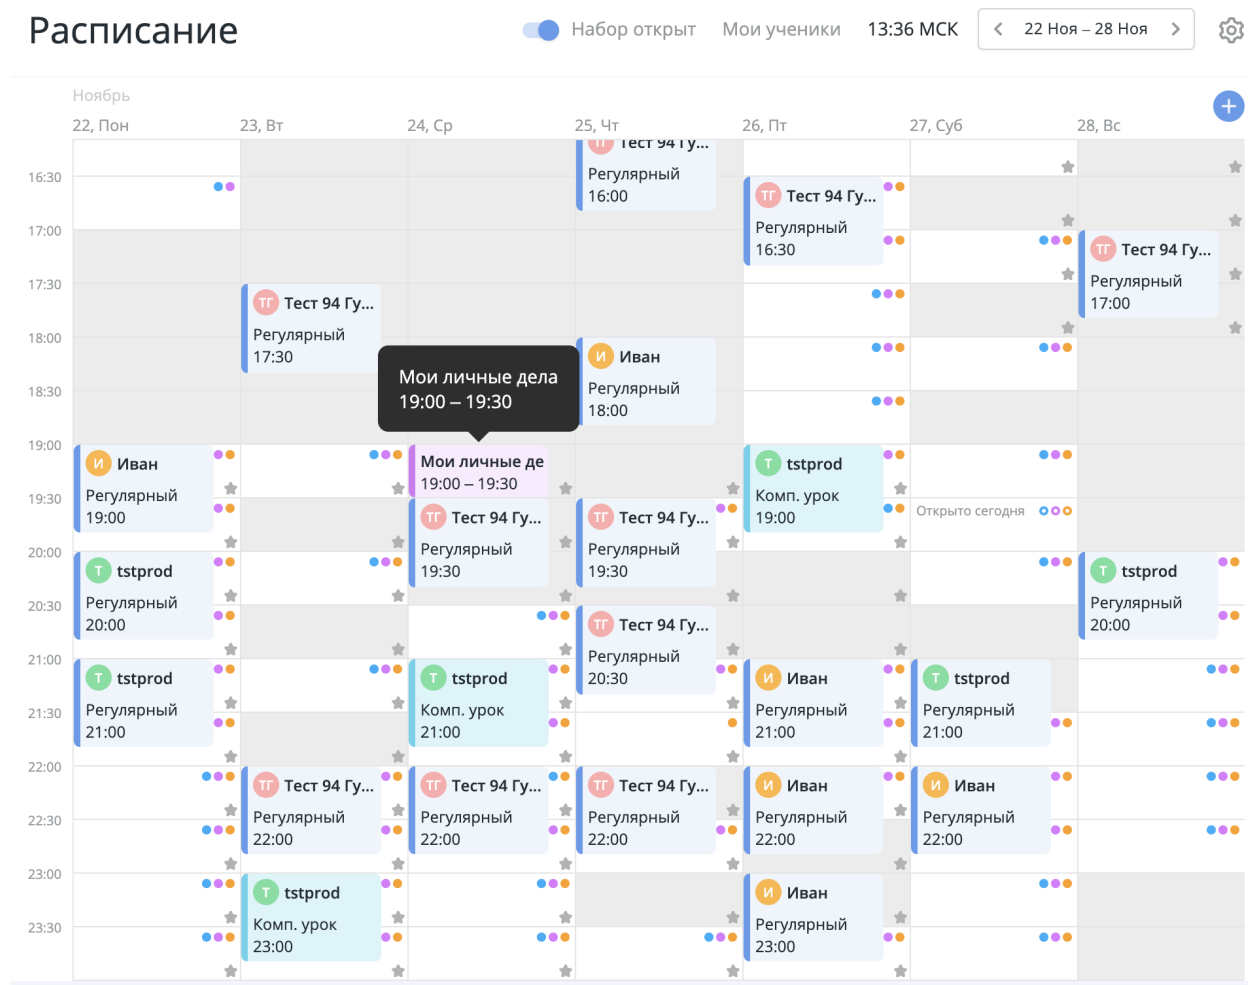 Расписание
Набор открыт
Мои ученики
13:36 МСК
22 Ноя – 28 Ноя
Ноябрь
22, Пон
23, Вт
24, Ср
25, Чт
26, Пт
27, Суб
28, Вс
16:30
17:00
17:30
18:00
18:30
19:00
19:30
20:00
20:30
21:00
21:30
22:00
22:30
23:00
23:30
И Иван
Регулярный
19:00
Т tstprod
Регулярный
20:00
Т tstprod
Регулярный
21:00
ТГ Тест 94 Гу...
Регулярный
17:30
ТГ Тест 94 Гу...
Регулярный
22:00
Т tstprod
Комп. урок
23:00
Мои личные дела
19:00 – 19:30
Мои личные де
19:00 – 19:30
ТГ Тест 94 Гу...
Регулярный
19:30
Т tstprod
Комп. урок
21:00
ТГ Тест 94 Гу...
Регулярный
22:00
ТГ Тест 94 Гу...
Регулярный
16:00
И Иван
Регулярный
18:00
ТГ Тест 94 Гу...
Регулярный
19:30
ТГ Тест 94 Гу...
Регулярный
20:30
ТГ Тест 94 Гу...
Регулярный
22:00
ТГ Тест 94 Гу...
Регулярный
16:30
Т tstprod
Комп. урок
19:00
И Иван
Регулярный
21:00
И Иван
Регулярный
22:00
И Иван
Регулярный
23:00
Открыто сегодня
Т tstprod
Регулярный
21:00
И Иван
Регулярный
22:00
ТГ Тест 94 Гу...
Регулярный
17:00
Т tstprod
Регулярный
20:00